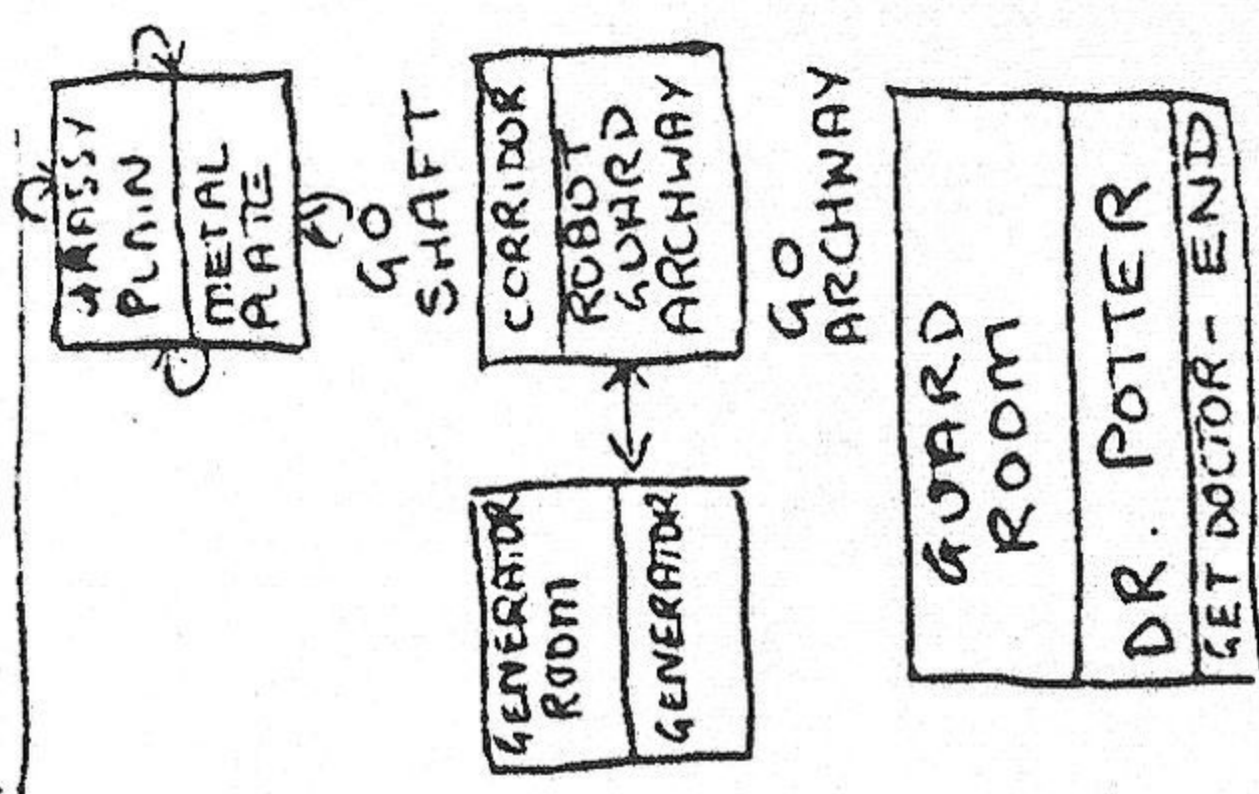 GRASSY
PLAIN
METAL
PLATE
GO
SHAFT
GENERATOR
ROOM
GENERATOR
CORRIDOR
ROBOT
GUARD
ARCHWAY
GO
ARCHWAY
GUARD
ROOM
DR. POTTER
GET DOCTOR - END